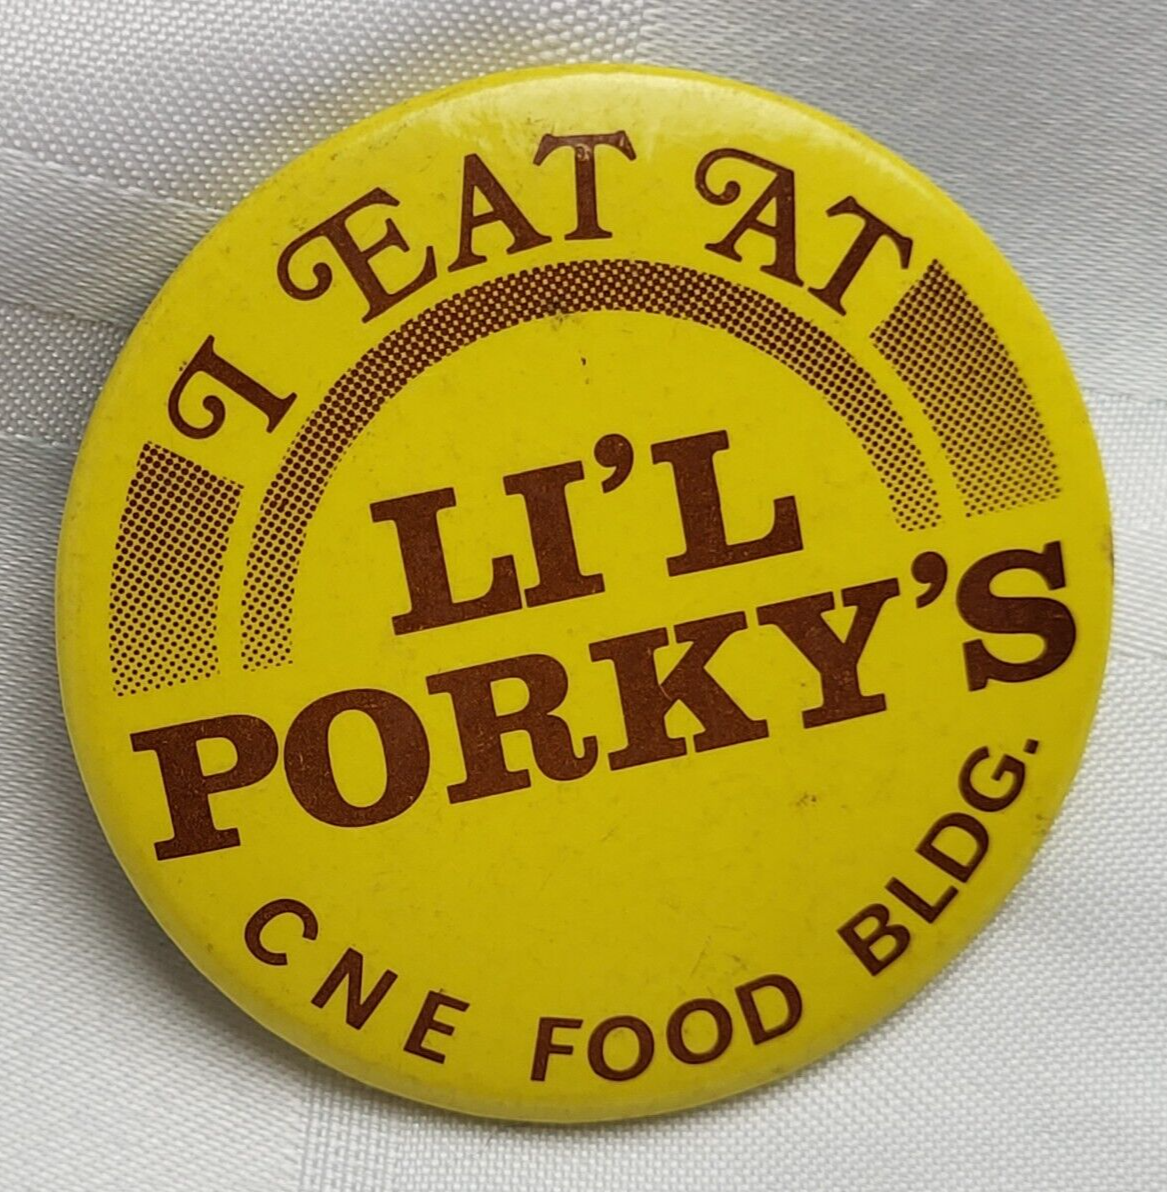 I EAT AT
LI'L
PORKY'S
CNE FOOD BLDG.